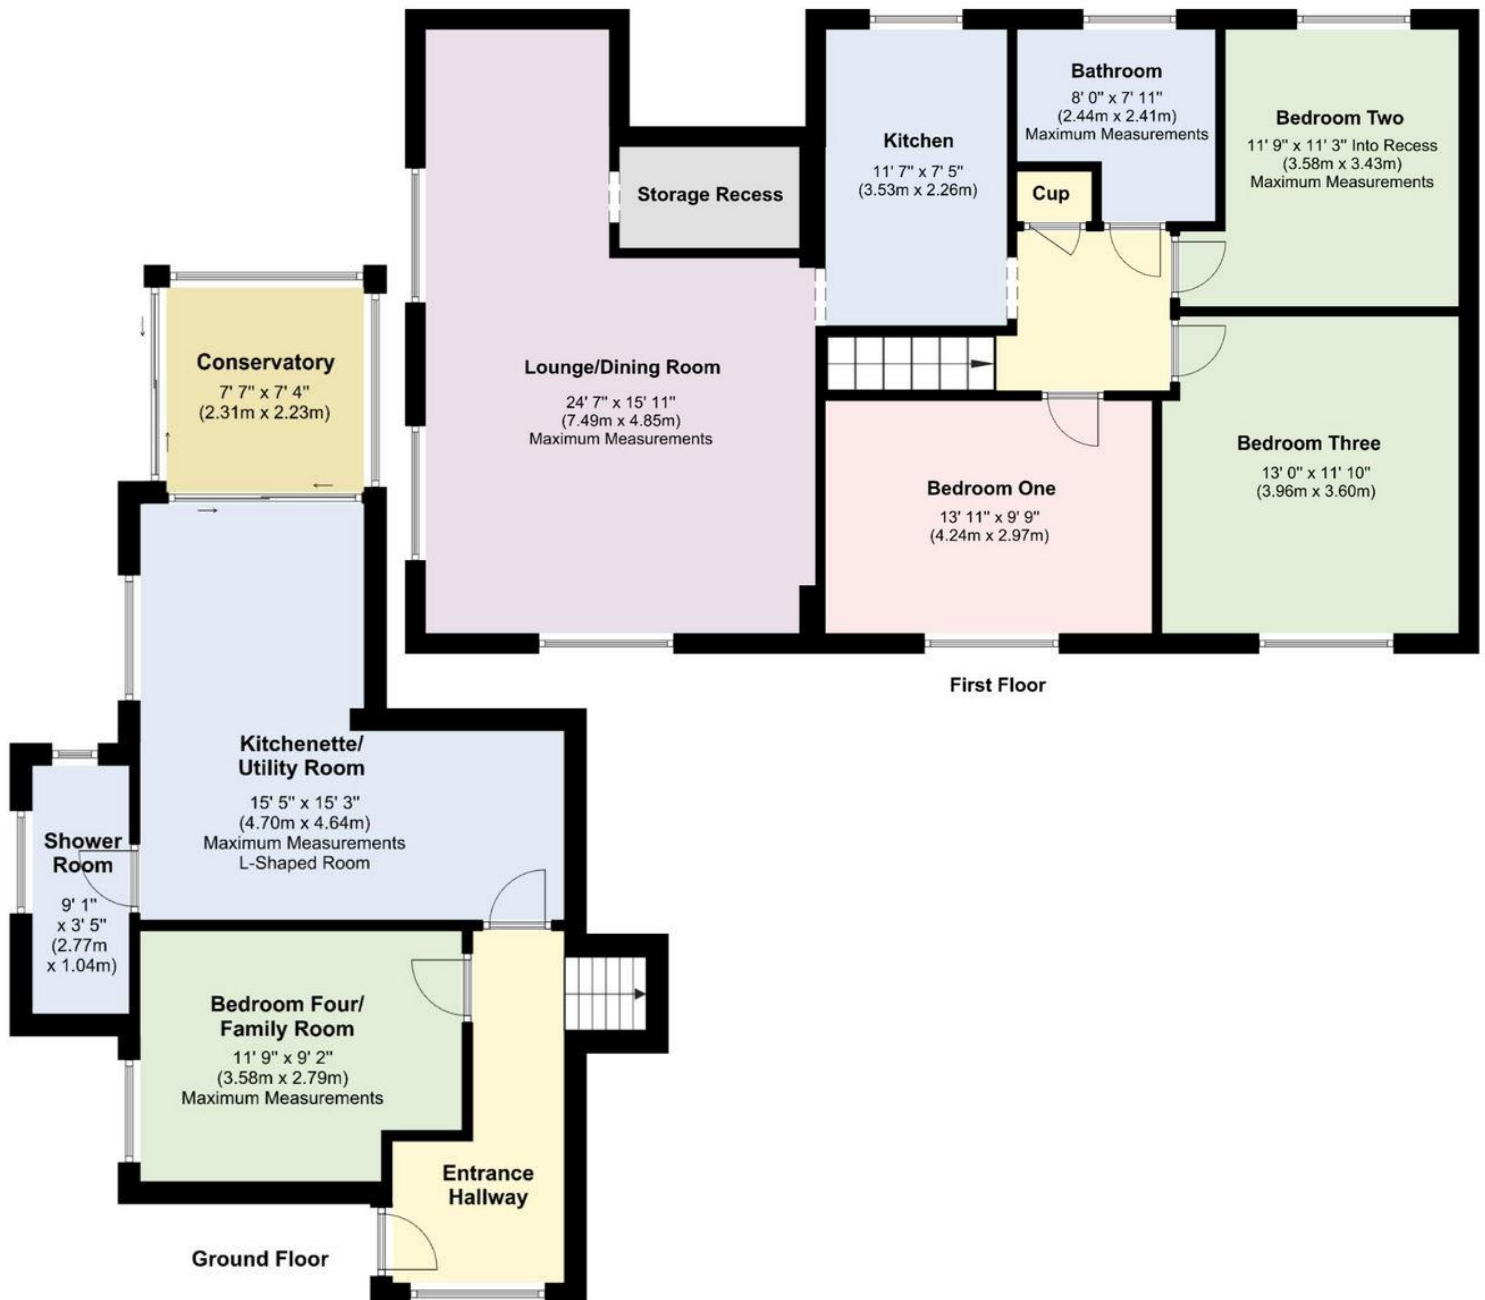 Bathroom
8' 0" x 7' 11"
(2.44m x 2.41m)
Maximum Measurements
Bedroom Two
11' 9" x 11' 3" Into Recess
(3.58m x 3.43m)
Maximum Measurements
Kitchen
11' 7" x 7' 5"
(3.53m x 2.26m)
Storage Recess
Cup
Lounge/Dining Room
24' 7" x 15' 11"
(7.49m x 4.85m)
Maximum Measurements
Bedroom One
13' 11" x 9' 9"
(4.24m x 2.97m)
Bedroom Three
13' 0" x 11' 10"
(3.96m x 3.60m)
First Floor
Conservatory
7' 7" x 7' 4"
(2.31m x 2.23m)
Kitchenette/
Utility Room
15' 5" x 15' 3"
(4.70m x 4.64m)
Maximum Measurements
L-Shaped Room
Shower
Room
9' 1"
x 3' 5"
(2.77m
x 1.04m)
Bedroom Four/
Family Room
11' 9" x 9' 2"
(3.58m x 2.79m)
Maximum Measurements
Entrance
Hallway
Ground Floor